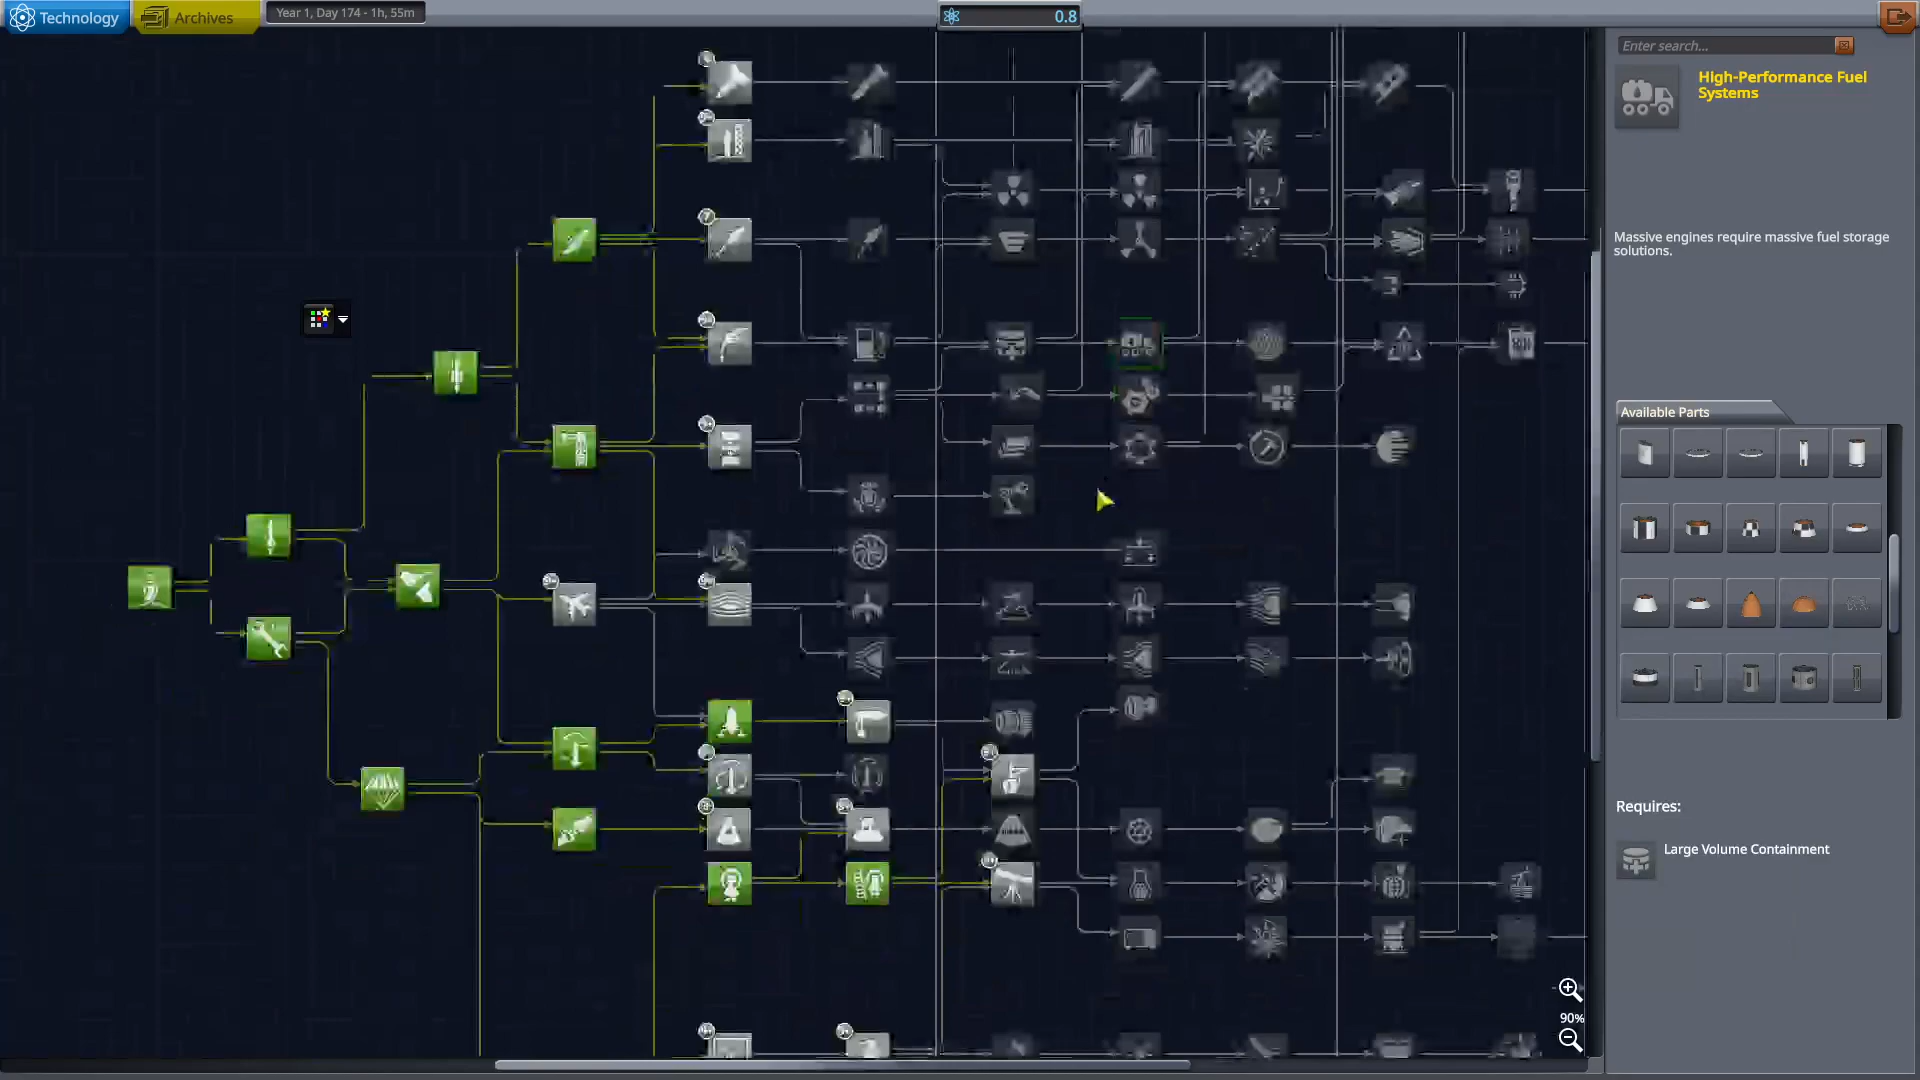 Technology
Archives
Year 1, Day 174 - 1h, 55m
0.8
Enter search...
High-Performance Fuel
Systems
Massive engines require massive fuel storage
solutions.
Available Parts
Requires:
Large Volume Containment
7
90%